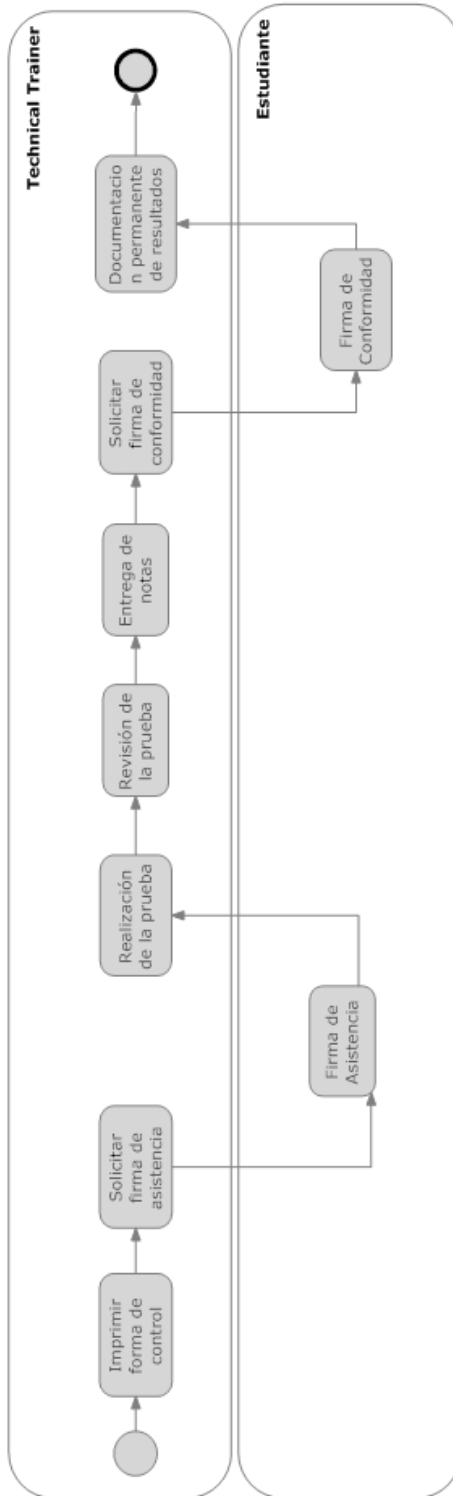 Technical Trainer
Imprimir
forma de
control
Solicitar
firma de
asistencia
Realización
de la prueba
Revisión de
la prueba
Entrega de
notas
Solicitar
firma de
conformidad
Documentacio
n permanente
de resultados
Estudiante
Firma de
Asistencia
Firma de
Conformidad